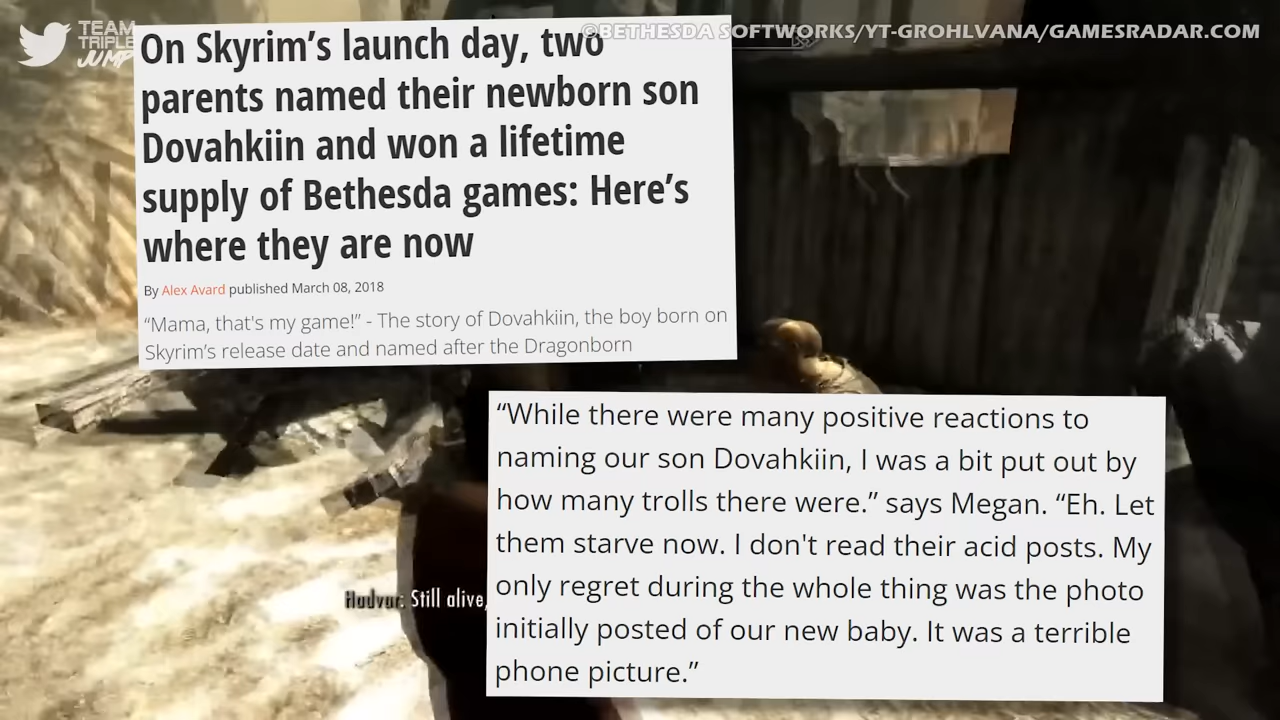 TEAM
TRIPLE
JUMP
©BETHESDA SOFTWORKS/YT-GROHLVANA/GAMESRADAR.COM
On Skyrim’s launch day, two
parents named their newborn son
Dovahkiin and won a lifetime
supply of Bethesda games: Here’s
where they are now
By Alex Avard published March 08, 2018
“Mama, that's my game!” - The story of Dovahkiin, the boy born on
Skyrim’s release date and named after the Dragonborn
“While there were many positive reactions to
naming our son Dovahkiin, I was a bit put out by
how many trolls there were.” says Megan. “Eh. Let
them starve now. I don't read their acid posts. My
only regret during the whole thing was the photo
initially posted of our new baby. It was a terrible
phone picture.”
Hadvar: Still alive,